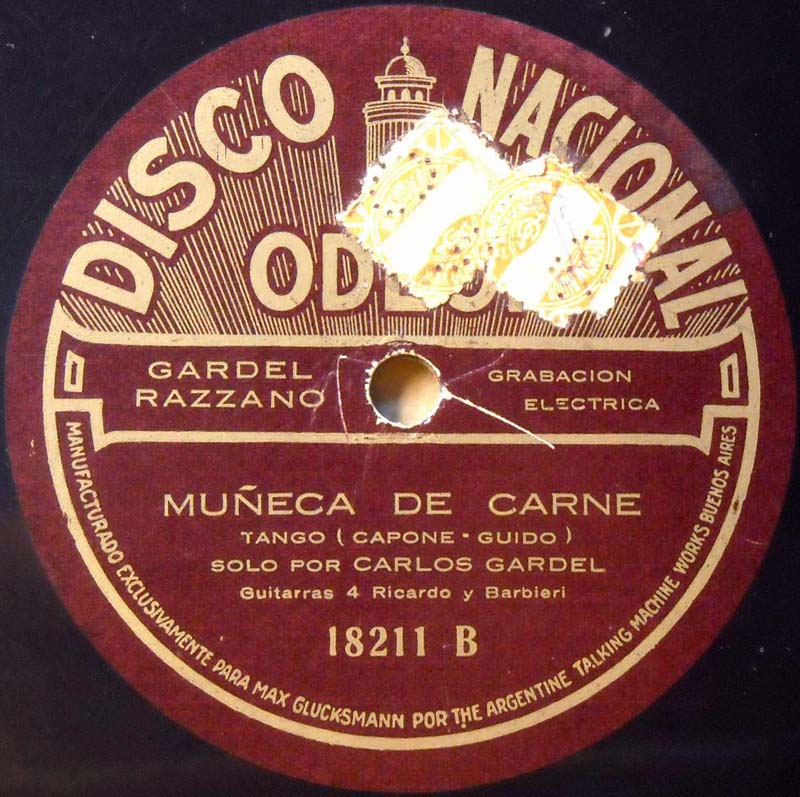 DISCO NACIONAL
GARDEL
RAZZANO
GRABACION
ELECTRICA
MUÑECA DE CARNE
TANGO ( CAPONE - GUIDO )
SOLO POR CARLOS GARDEL
Guitarras 4 Ricardo y Barbieri
18211 B
MANUFACTURADO EXCLUSIVAMENTE PARA MAX GLUCKSMANN POR THE ARGENTINE TALKING MACHINE WORKS BUENOS AIRES